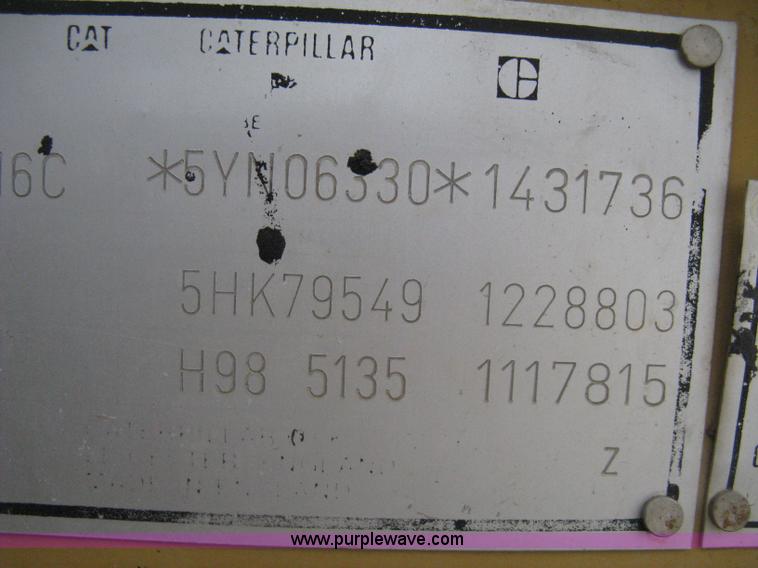 CAT CATERPILLAR
16C *5YN06330* 1431736
5HK79549 1228803
H98 5135 1117815
Z
www.purplewave.com